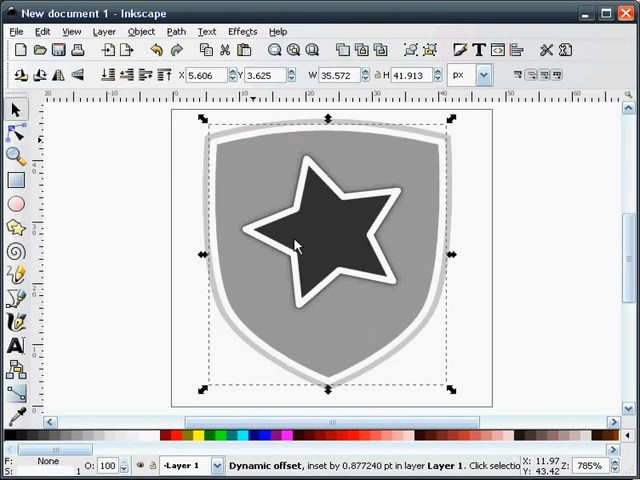 New document 1 - Inkscape
File Edit View Layer Object Path Text Effects Help
X 5.606 Y 3.625 W 35.572 H 41.913 px
F: None O: 100 ·Layer 1 Dynamic offset, inset by 0.877240 pt in layer Layer 1. Click selectio X: 11.97 Z: 785%
S: 1 Y: 43.42